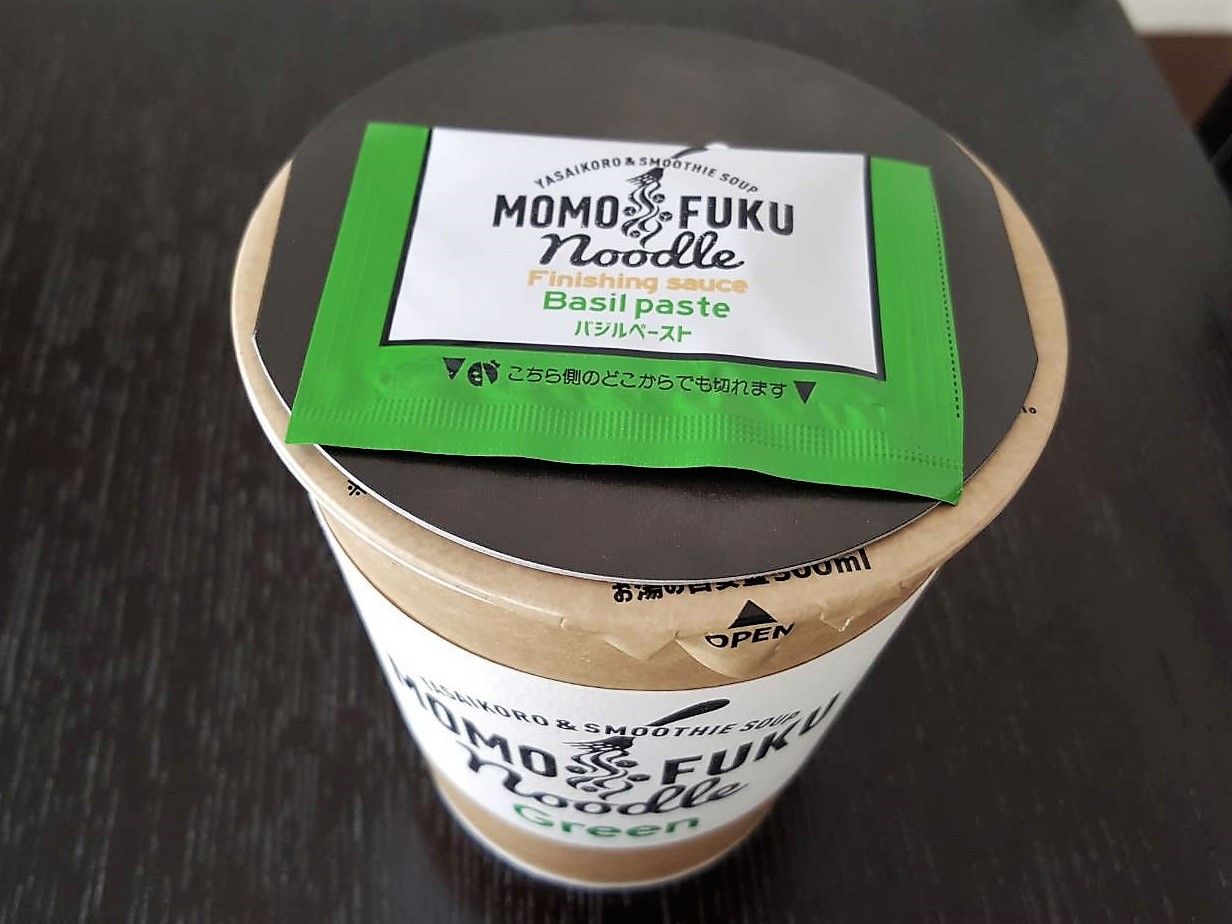 YASAIKORO & SMOOTHIE SOUP
MOMO FUKU
Noodle
Finishing sauce
Basil paste
バジルペースト
こちら側のどこからでも切れます
※
お湯の目安量300ml
OPEN
YASAIKORO & SMOOTHIE SOUP
MOMO FUKU
Noodle
Green